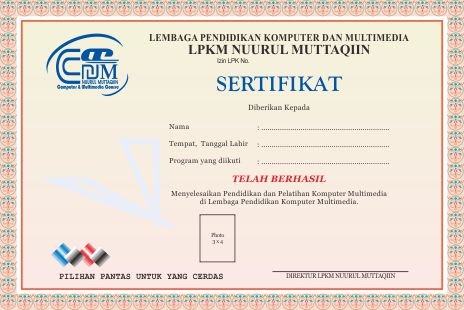 LEMBAGA PENDIDIKAN KOMPUTER DAN MULTIMEDIA
LPKM NUURUL MUTTAQIIN
Izin LPK No.
NUURUL MUTTAQIIN
Computer & Multimedia Course
SERTIFIKAT
Diberikan Kepada
Nama : ........................................................
Tempat, Tanggal Lahir : ........................................................
Program yang diikuti : ........................................................
TELAH BERHASIL
Menyelesaikan Pendidikan dan Pelatihan Komputer Multimedia
di Lembaga Pendidikan Komputer Multimedia.
Photo
3 x 4
PILIHAN PANTAS UNTUK YANG CERDAS
DIREKTUR LPKM NUURUL MUTTAQIIN